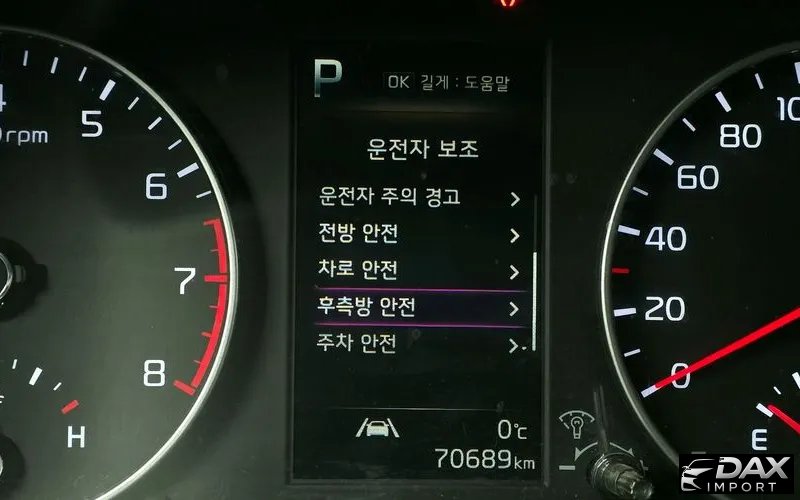 4
5
rpm
6
7
8
H
P
OK 길게 : 도움말
운전자 보조
운전자 주의 경고
전방 안전
차로 안전
후측방 안전
주차 안전
0℃
70689km
100
80
60
40
20
0
E
DAX
IMPORT